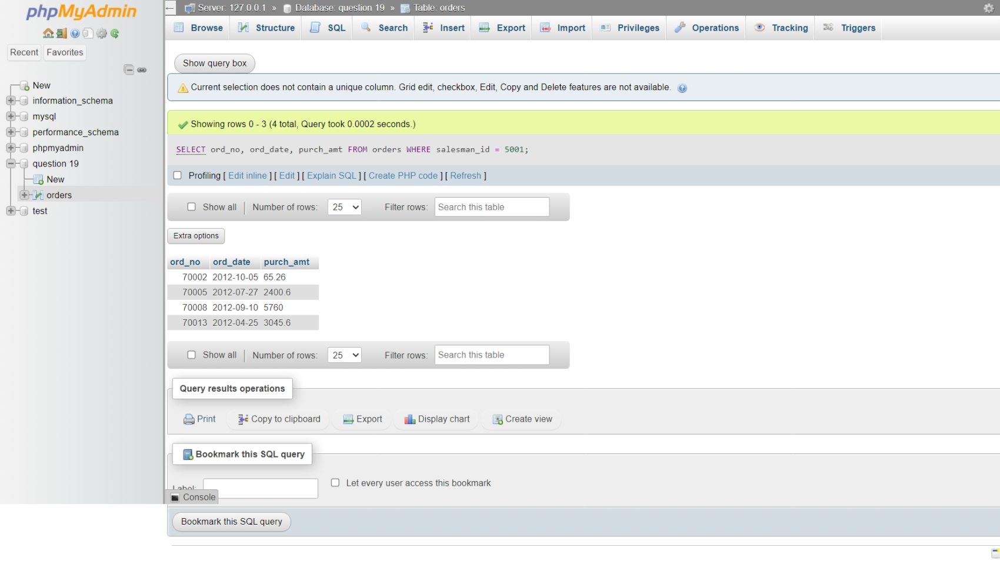 phpMyAdmin
Recent Favorites
New
information_schema
mysql
performance_schema
phpmyadmin
question 19
New
orders
test
← Server: 127.0.0.1 » Database: question 19 » Table: orders
Browse Structure SQL Search Insert Export Import Privileges Operations Tracking Triggers
Show query box
Current selection does not contain a unique column. Grid edit, checkbox, Edit, Copy and Delete features are not available.
Showing rows 0 - 3 (4 total, Query took 0.0002 seconds.)
SELECT ord_no, ord_date, purch_amt FROM orders WHERE salesman_id = 5001;
Profiling [ Edit inline ] [ Edit ] [ Explain SQL ] [ Create PHP code ] [ Refresh ]
Show all | Number of rows: 25 Filter rows: Search this table
Extra options
ord_no ord_date purch_amt
70002 2012-10-05 65.26
70005 2012-07-27 2400.6
70008 2012-09-10 5760
70013 2012-04-25 3045.6
Show all | Number of rows: 25 Filter rows: Search this table
Query results operations
Print Copy to clipboard Export Display chart Create view
Bookmark this SQL query
Label: Let every user access this bookmark
Console
Bookmark this SQL query